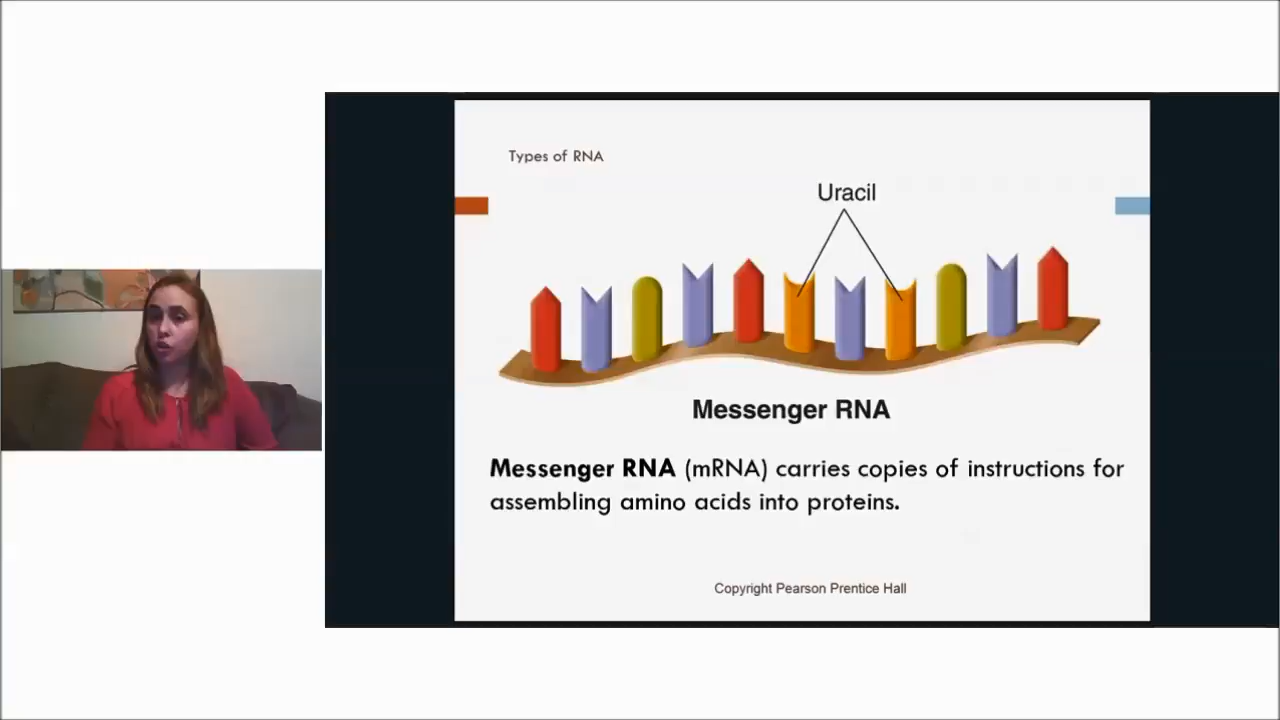 Types of RNA
Uracil
Messenger RNA
Messenger RNA (mRNA) carries copies of instructions for
assembling amino acids into proteins.
Copyright Pearson Prentice Hall